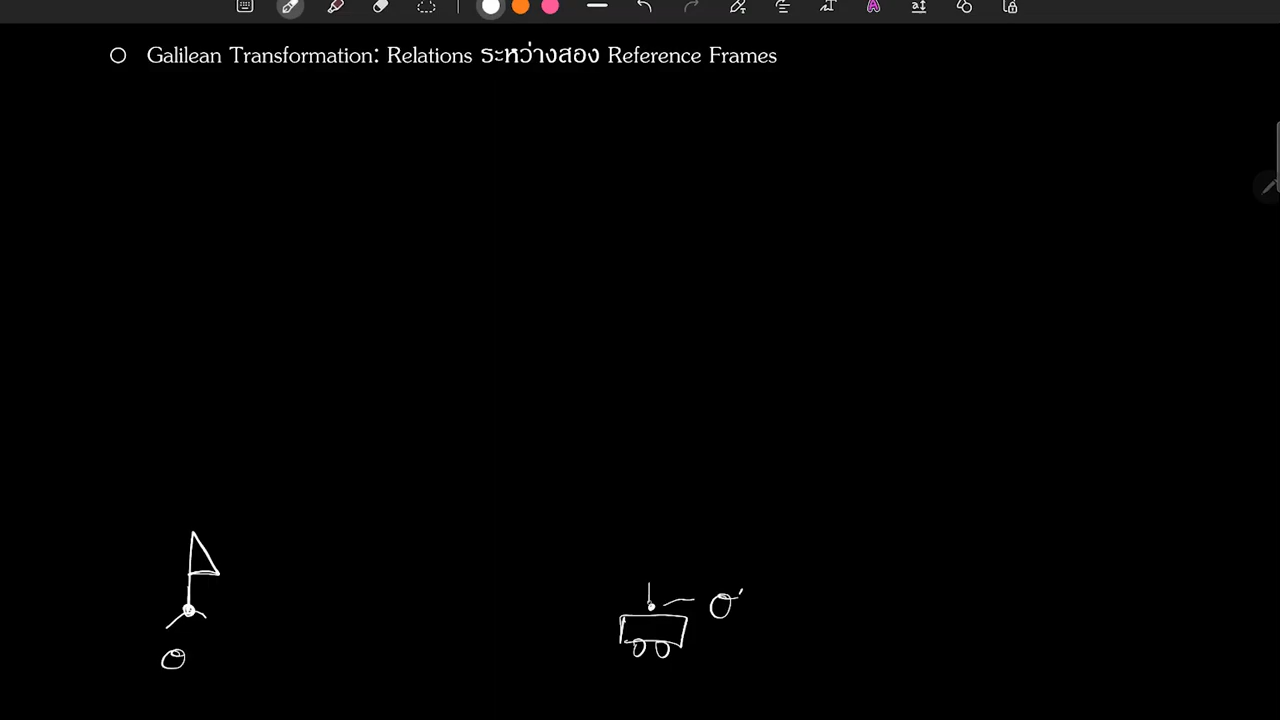 Galilean Transformation: Relations ระหว่างสอง Reference Frames
O'
O